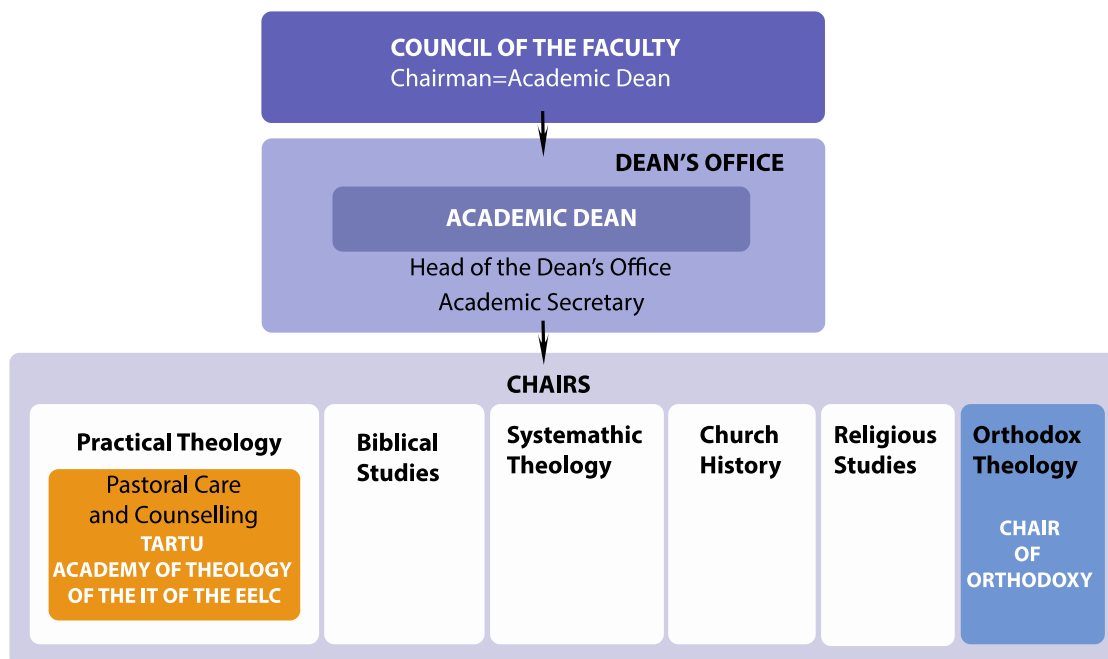 COUNCIL OF THE FACULTY
Chairman=Academic Dean
DEAN'S OFFICE
ACADEMIC DEAN
Head of the Dean's Office
Academic Secretary
CHAIRS
Practical Theology
Pastoral Care
and Counselling
TARTU
ACADEMY OF THEOLOGY
OF THE IT OF THE EELC
Biblical
Studies
Systemathic
Theology
Church
History
Religious
Studies
Orthodox
Theology
CHAIR
OF
ORTHODOXY